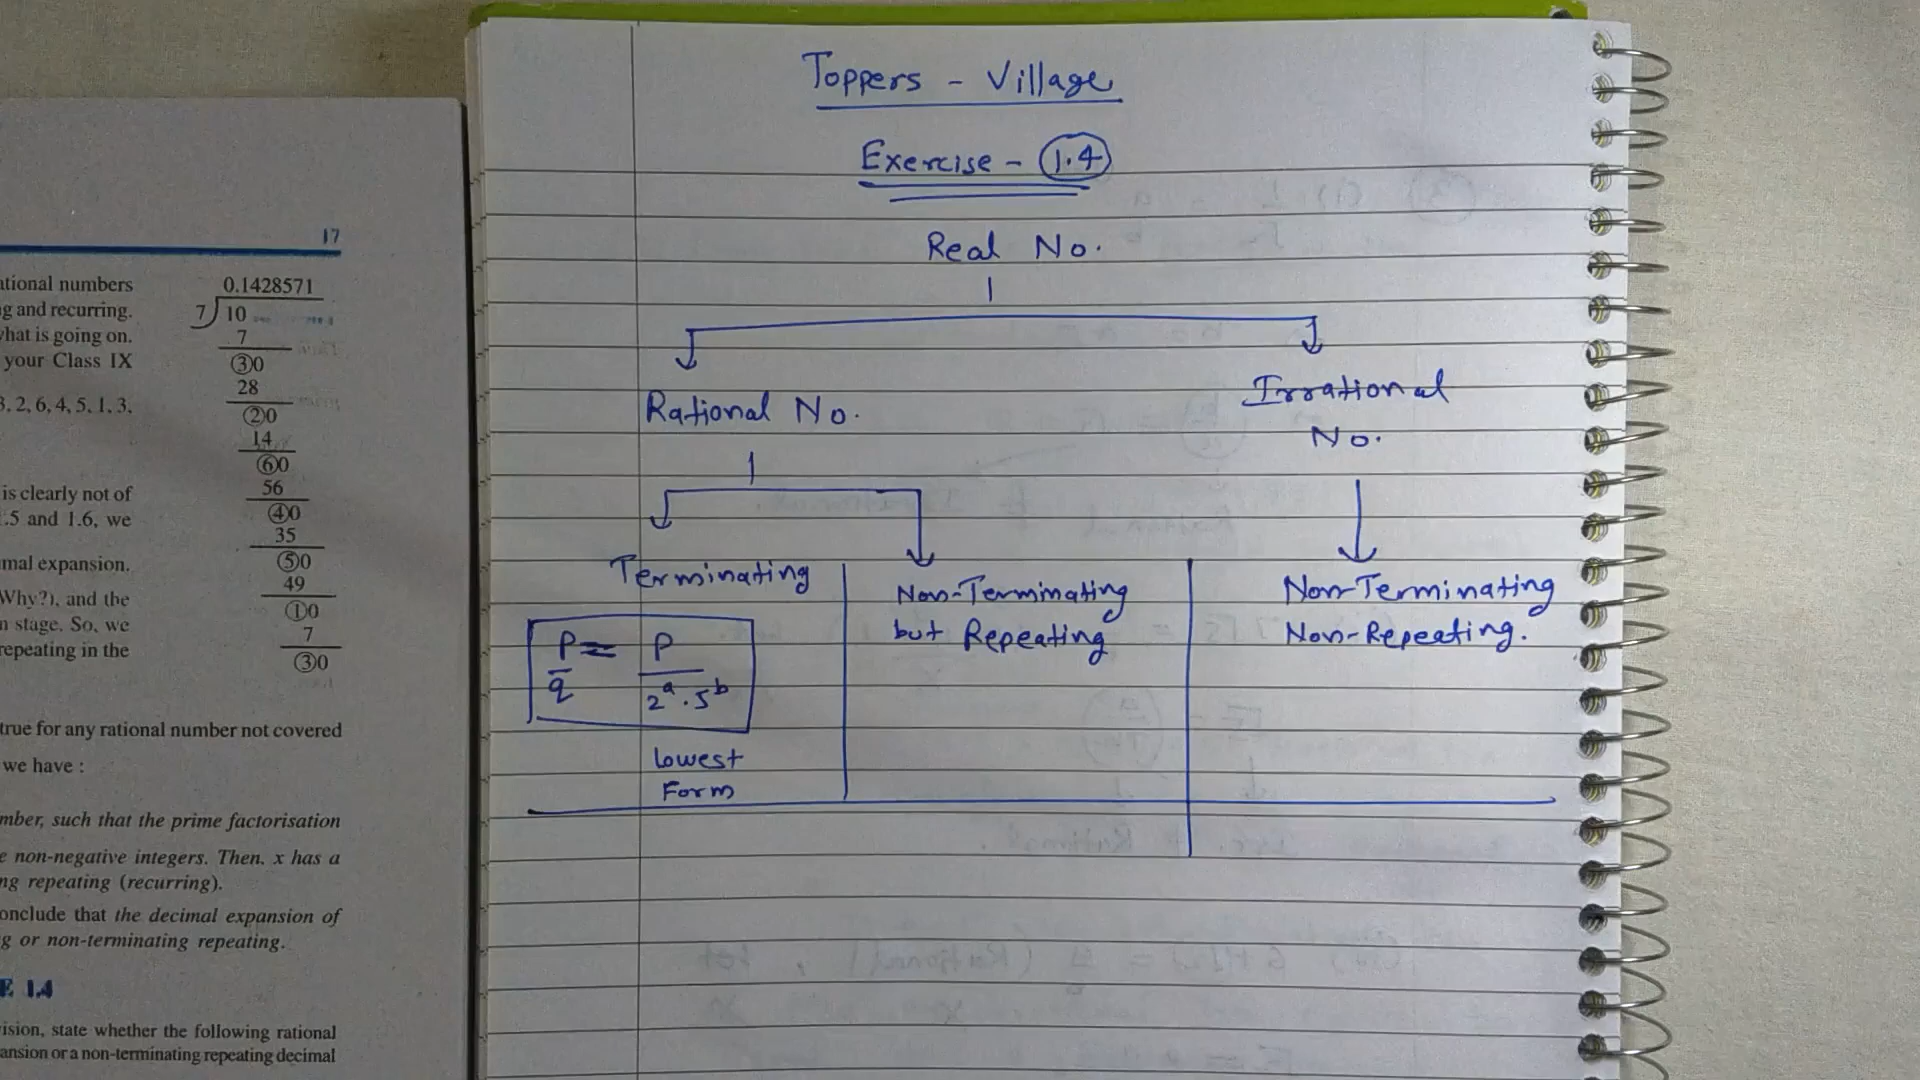 17
ational numbers
g and recurring.
what is going on.
your Class IX
3, 2, 6, 4, 5, 1, 3.
is clearly not of
.5 and 1.6, we
mal expansion.
Why?), and the
n stage. So, we
repeating in the
0.1428571
7 10
7
30
28
20
14
60
56
40
35
50
49
10
7
30
true for any rational number not covered
we have :
mber, such that the prime factorisation
e non-negative integers. Then, x has a
ng repeating (recurring).
onclude that the decimal expansion of
g or non-terminating repeating.
E 1.4
ision, state whether the following rational
ansion or a non-terminating repeating decimal
Toppers - Village
Exercise - 1.4
Real No.
Rational No.
Irrational
No.
Terminating
Non-Terminating
but Repeating
Non-Terminating
Non-Repeating.
p/q = p/2^a . 5^b
Lowest
Form